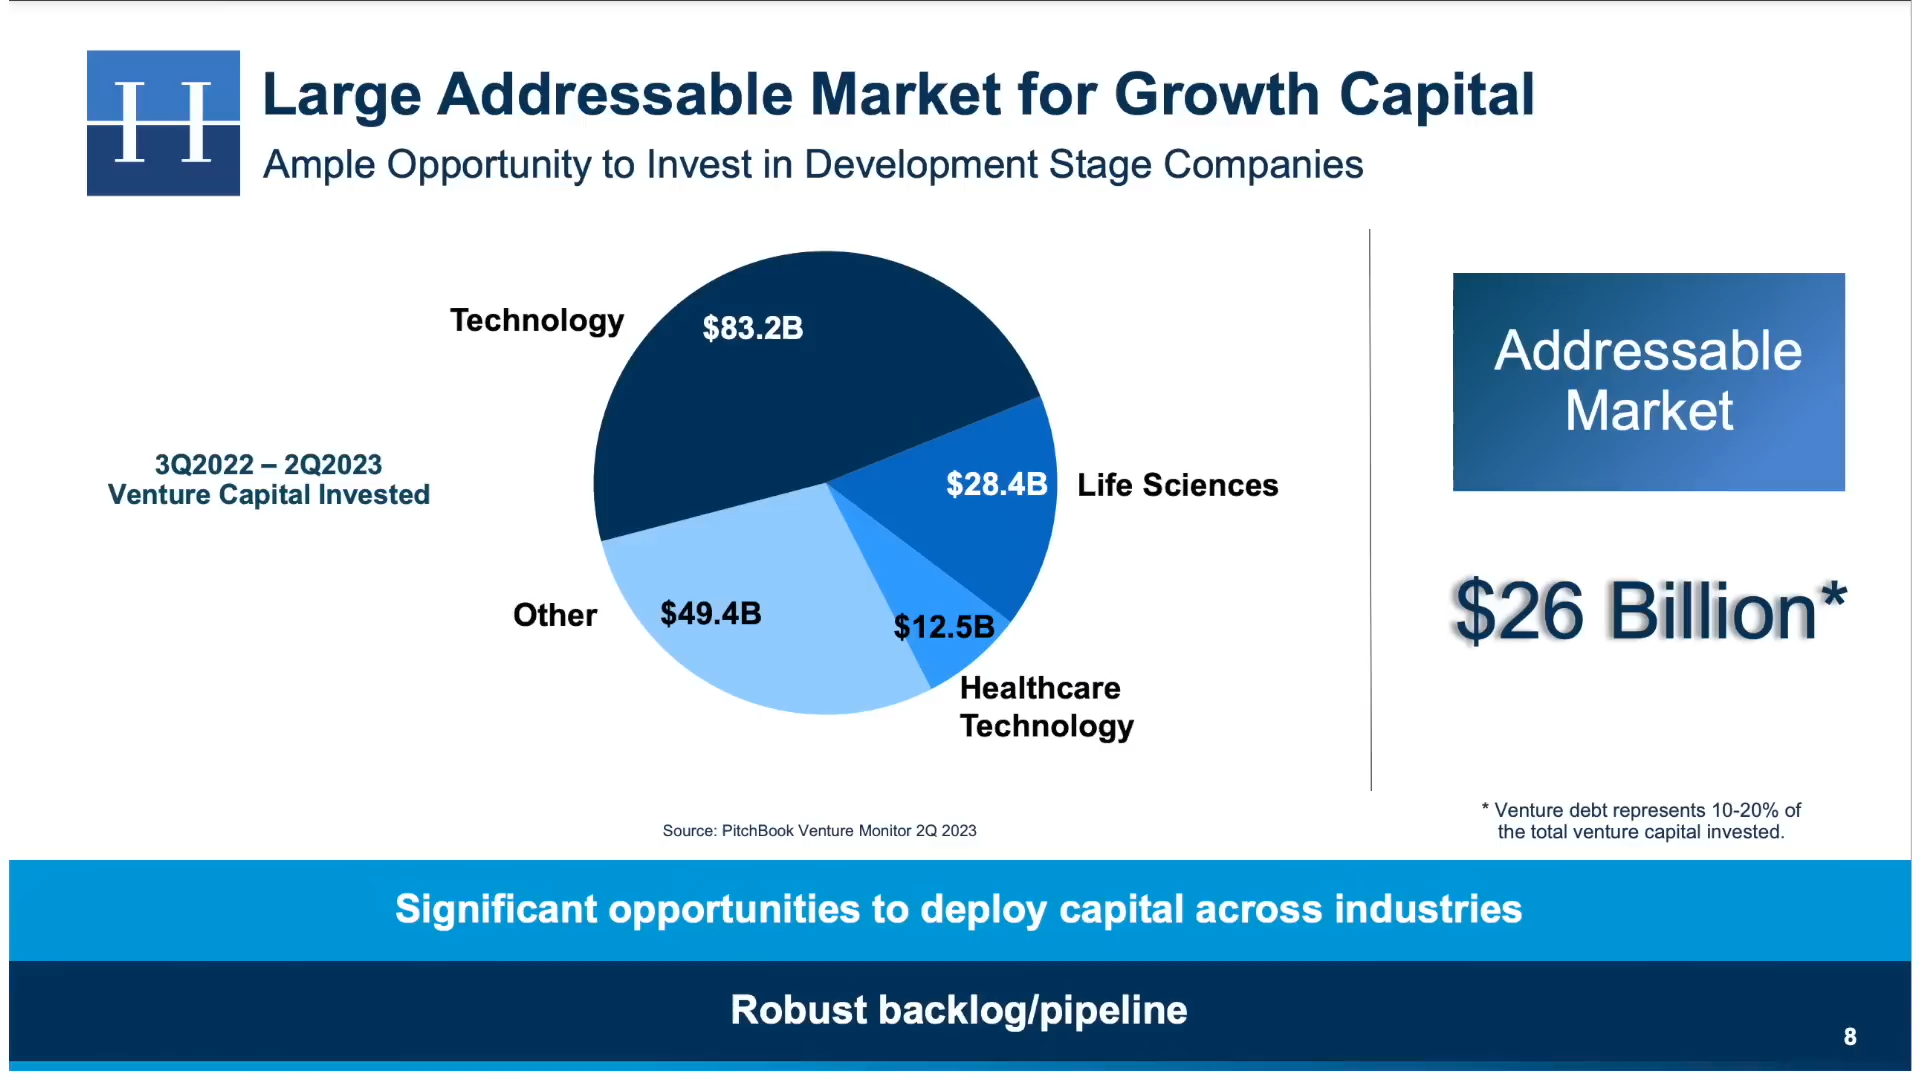 H
Large Addressable Market for Growth Capital
Ample Opportunity to Invest in Development Stage Companies
3Q2022 – 2Q2023
Venture Capital Invested
Technology
$83.2B
$28.4B
Life Sciences
Other
$49.4B
$12.5B
Healthcare
Technology
Source: PitchBook Venture Monitor 2Q 2023
Addressable
Market
$26 Billion*
* Venture debt represents 10-20% of
the total venture capital invested.
Significant opportunities to deploy capital across industries
Robust backlog/pipeline
8